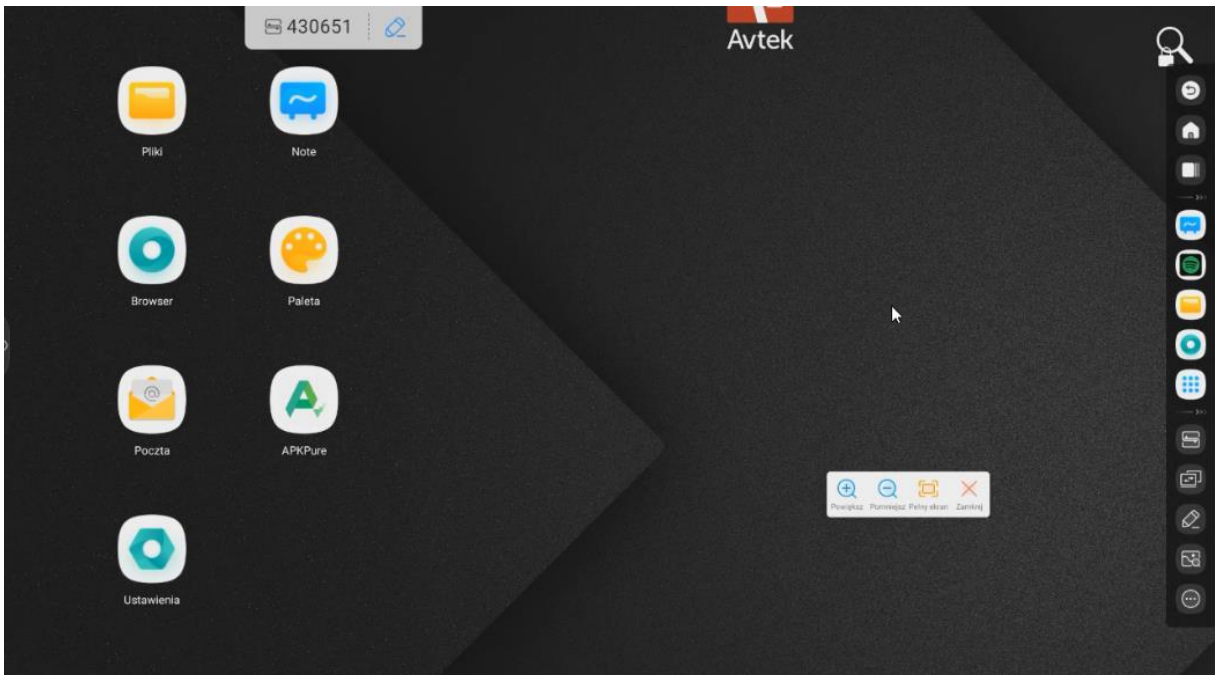 430651
Avtek
Pliki
Note
Browser
Paleta
Poczta
APKPure
Powiększ Pomniejsz Pełny ekran Zamknij
Ustawienia